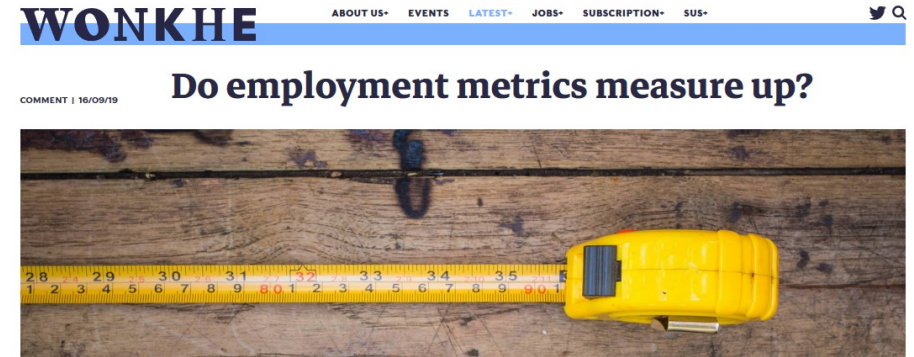 WONKHE
ABOUT US+ EVENTS LATEST+ JOBS+ SUBSCRIPTION+ SUS+
COMMENT | 16/09/19
Do employment metrics measure up?
28 29 30 31 32 33 34 35
1 2 3 4 5 6 7 8 9 80 1 2 3 4 5 6 7 8 9 90 1